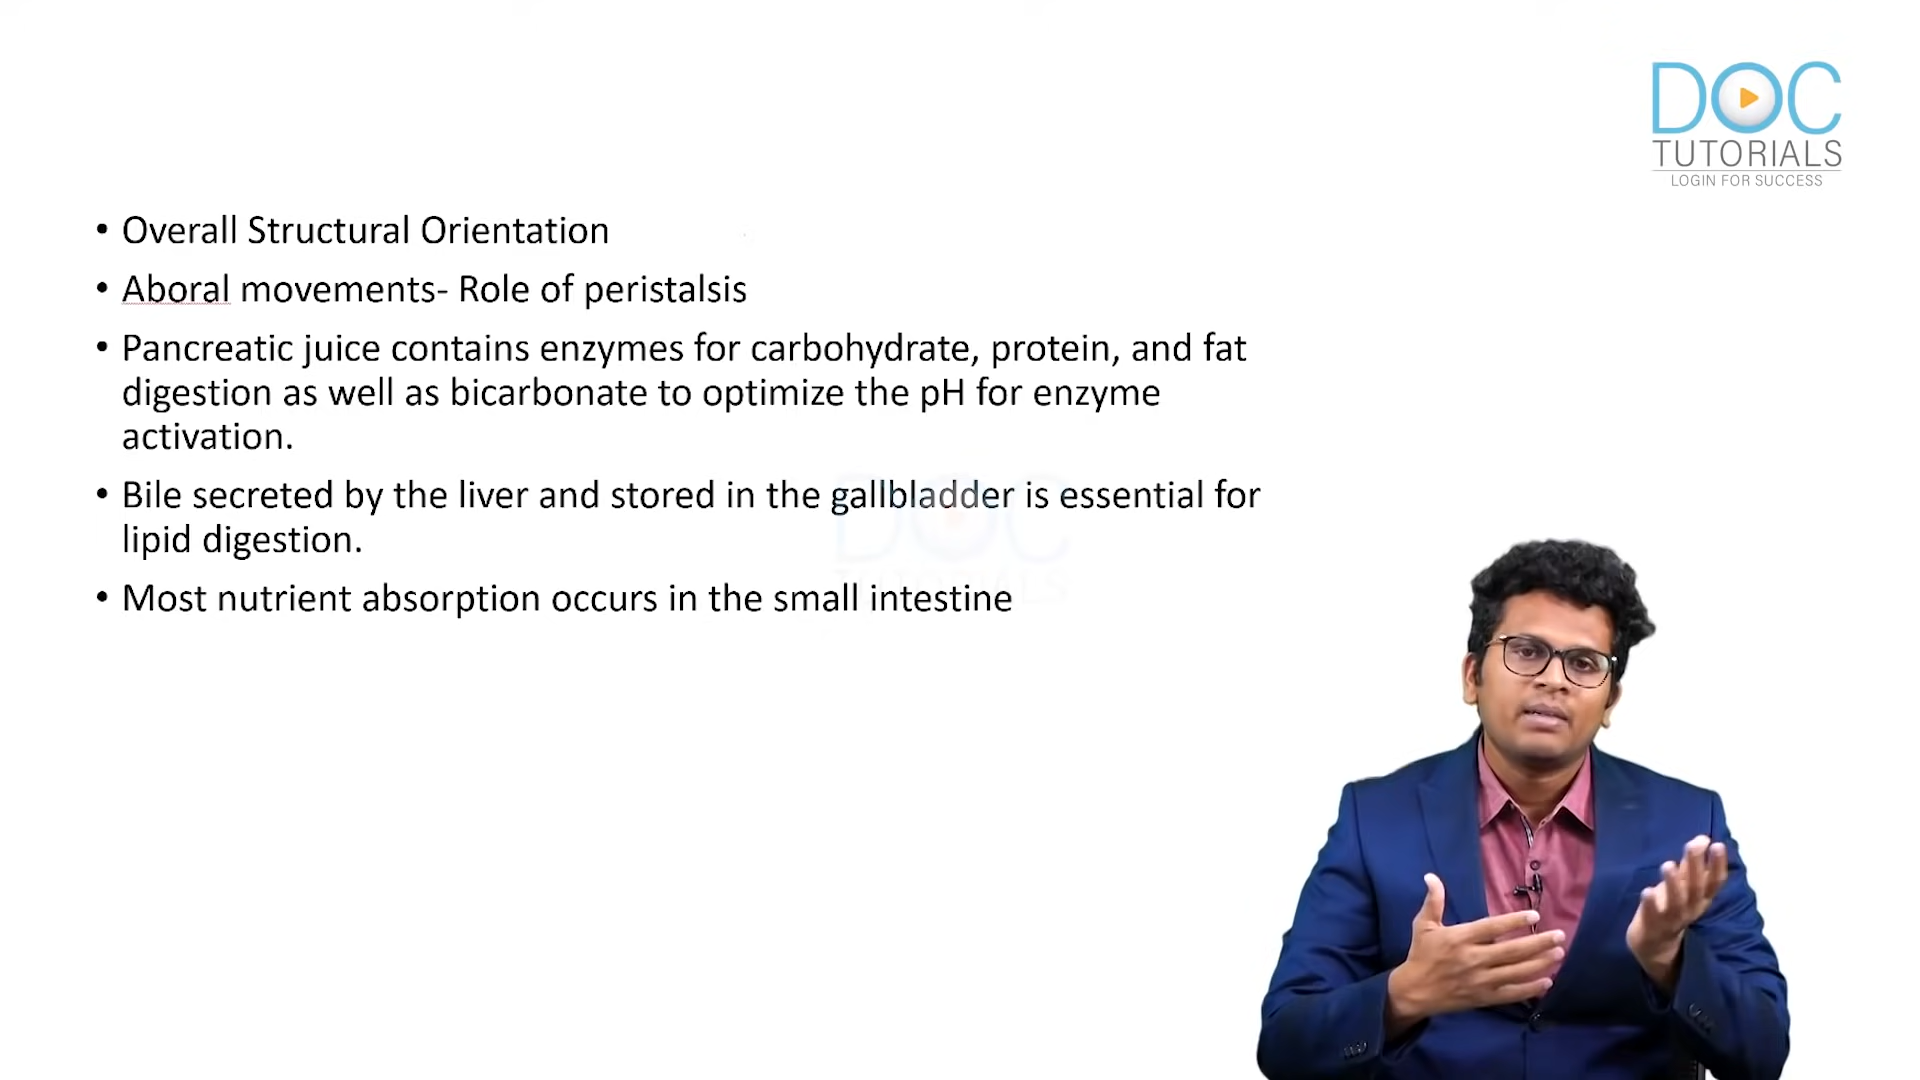 DOC
TUTORIALS
LOGIN FOR SUCCESS
• Overall Structural Orientation
• Aboral movements- Role of peristalsis
• Pancreatic juice contains enzymes for carbohydrate, protein, and fat
digestion as well as bicarbonate to optimize the pH for enzyme
activation.
• Bile secreted by the liver and stored in the gallbladder is essential for
lipid digestion.
• Most nutrient absorption occurs in the small intestine
DOC
TUTORIALS